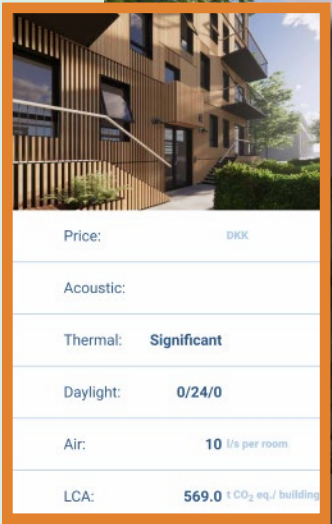 Price: DKK
Acoustic:
Thermal: Significant
Daylight: 0/24/0
Air: 10 l/s per room
LCA: 569.0 t CO₂ eq./ building